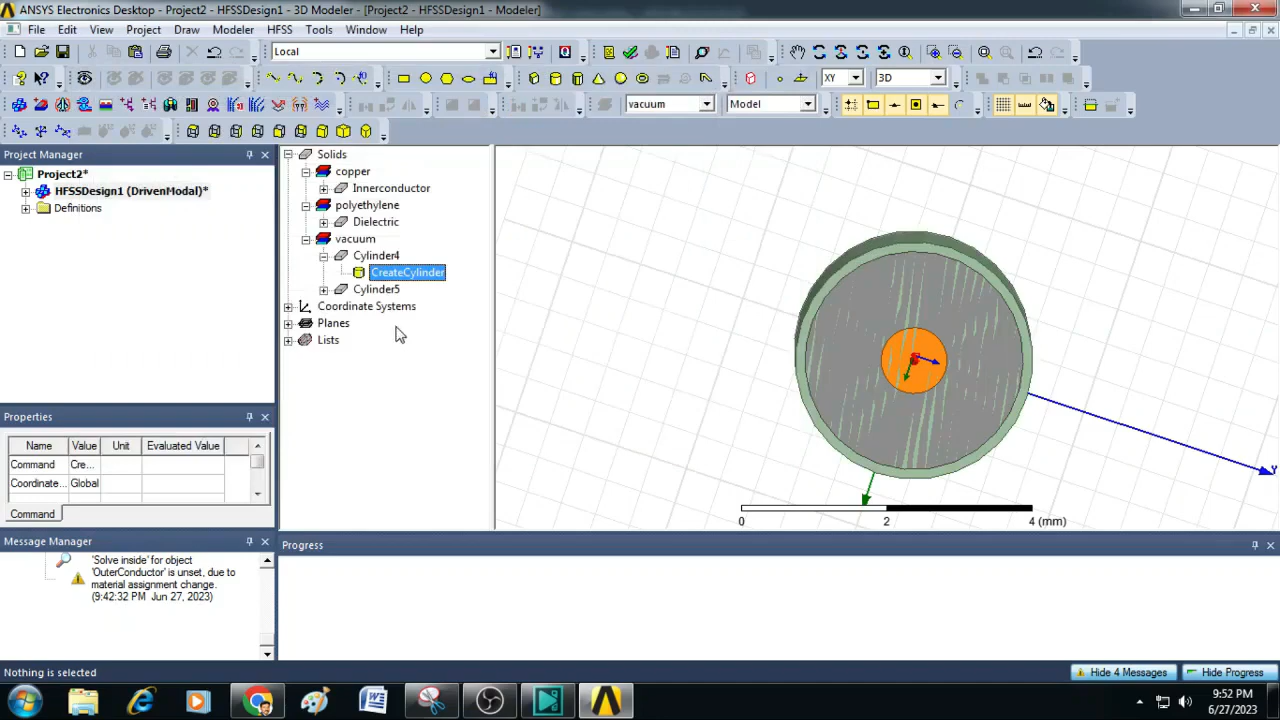 ANSYS Electronics Desktop - Project2 - HFSSDesign1 - 3D Modeler - [Project2 - HFSSDesign1 - Modeler]
File Edit View Project Draw Modeler HFSS Tools Window Help
Local
XY 3D
vacuum Model
Project Manager
Project2*
HFSSDesign1 (DrivenModal)*
Definitions
Solids
copper
Innerconductor
polyethylene
Dielectric
vacuum
Cylinder4
CreateCylinder
Cylinder5
Coordinate Systems
Planes
Lists
Y
0 2 4 (mm)
Properties
Name Value Unit Evaluated Value
Command Cre...
Coordinate... Global
Command
Message Manager
'Solve inside' for object
'OuterConductor' is unset, due to
material assignment change.
(9:42:32 PM Jun 27, 2023)
Progress
Nothing is selected
Hide 4 Messages
Hide Progress
9:52 PM
6/27/2023